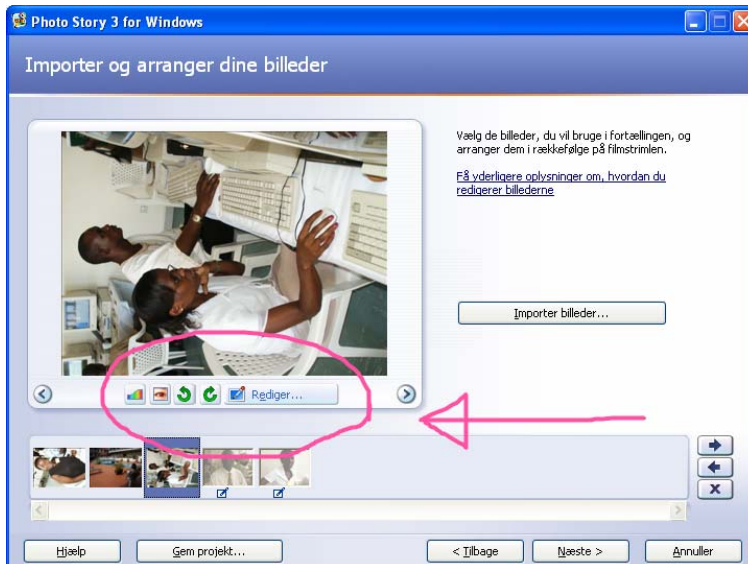 Photo Story 3 for Windows
Importer og arranger dine billeder
Vælg de billeder, du vil bruge i fortællingen, og
arranger dem i rækkefølge på filmstrimlen.
Få yderligere oplysninger om, hvordan du
redigerer billederne
Importer billeder...
Rediger...
Hjælp
Gem projekt...
< Tilbage
Næste >
Annuller